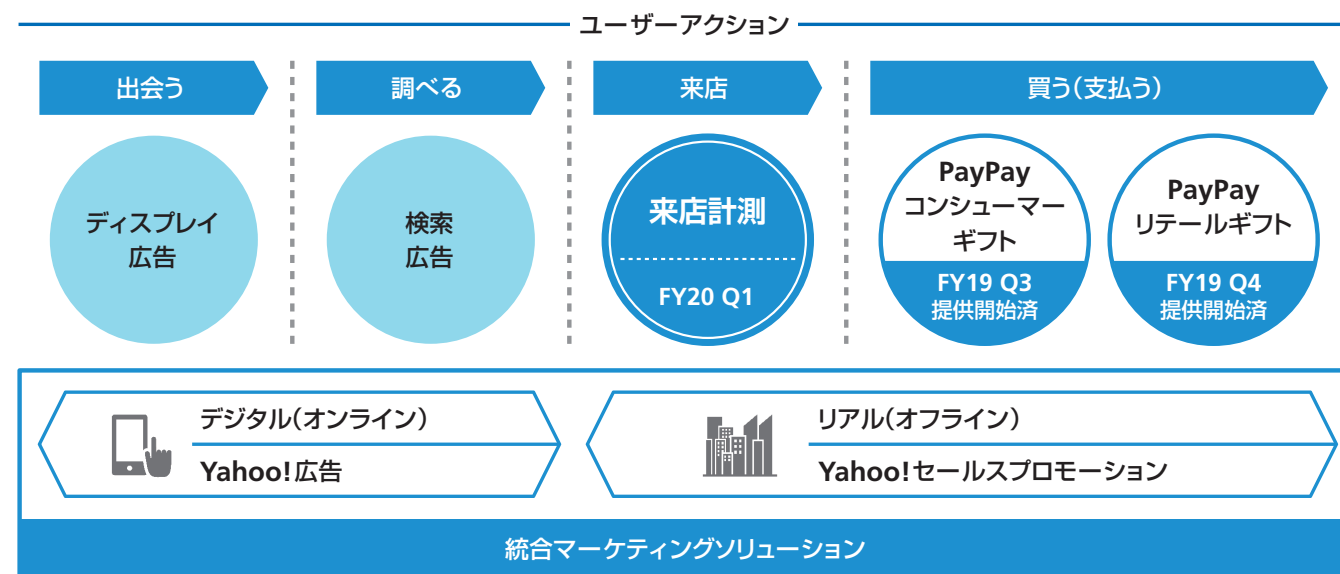 ユーザーアクション
出会う
調べる
来店
買う(支払う)
ディスプレイ
広告
検索
広告
来店計測
FY20 Q1
PayPay
コンシューマー
ギフト
FY19 Q3
提供開始済
PayPay
リテールギフト
FY19 Q4
提供開始済
デジタル(オンライン)
Yahoo!広告
リアル(オフライン)
Yahoo!セールスプロモーション
統合マーケティングソリューション